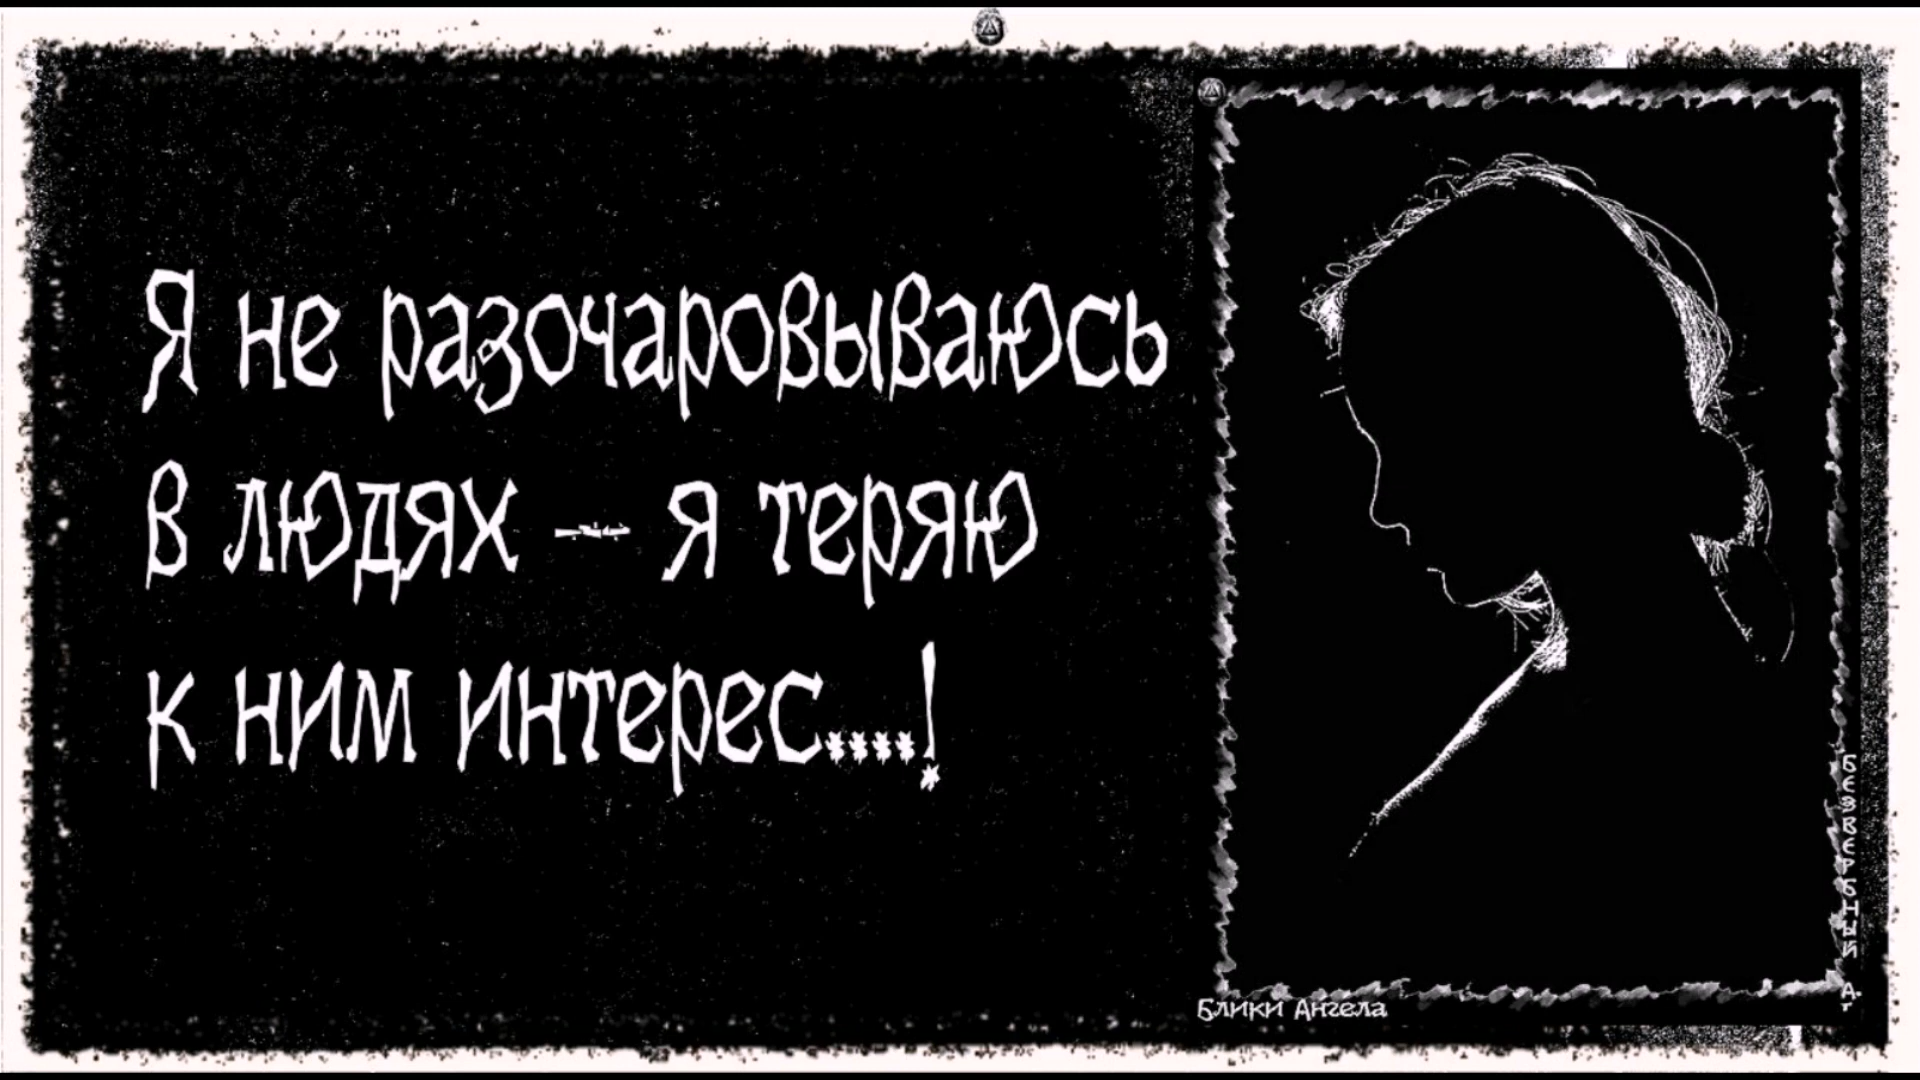 Я не разочаровываюсь
в людях — я теряю
к ним интерес....!
Блики Ангела
БЕЗВЕРБНЫЙ А.Г